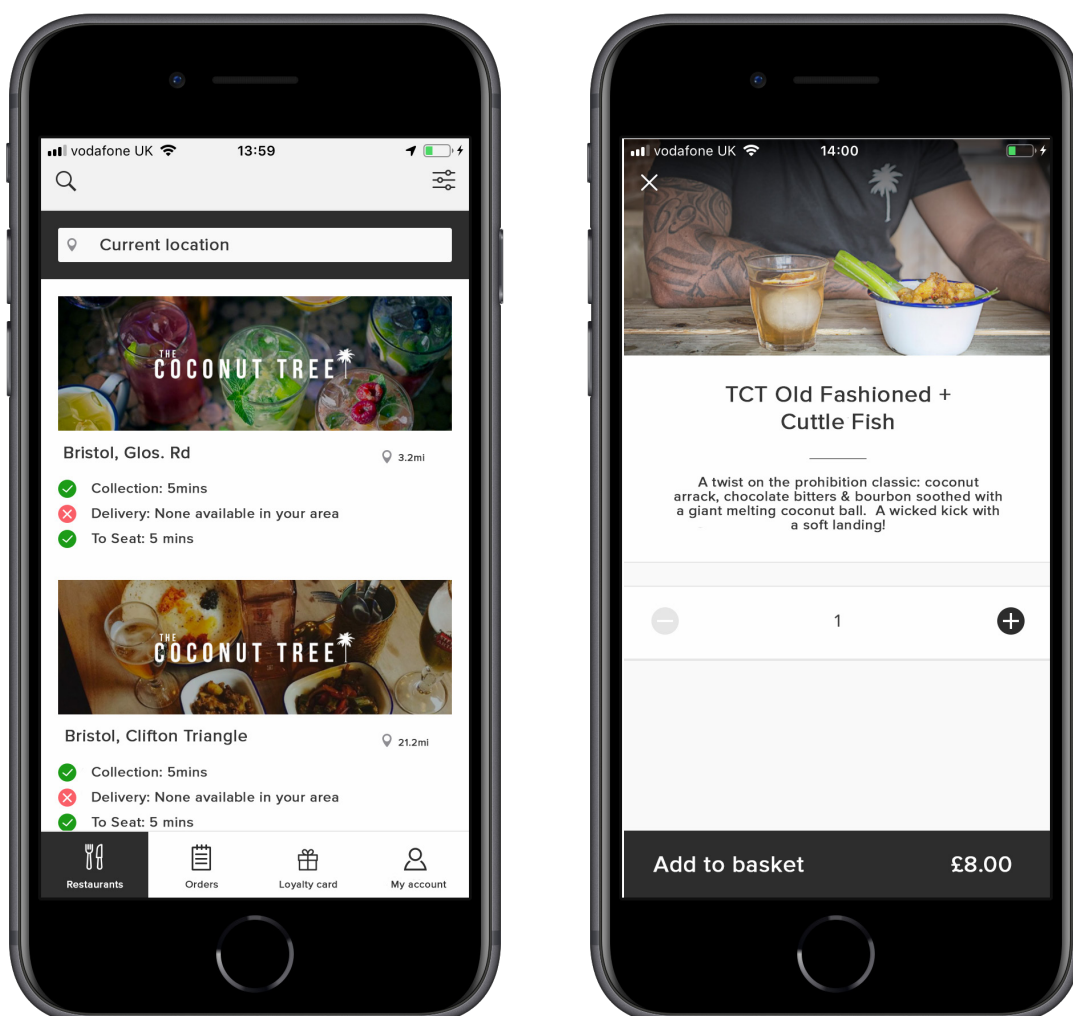 vodafone UK
13:59
Current location
THE
COCONUT TREE
Bristol, Glos. Rd
3.2mi
Collection: 5mins
Delivery: None available in your area
To Seat: 5 mins
THE
COCONUT TREE
Bristol, Clifton Triangle
21.2mi
Collection: 5mins
Delivery: None available in your area
To Seat: 5 mins
Restaurants
Orders
Loyalty card
My account
vodafone UK
14:00
TCT Old Fashioned +
Cuttle Fish
A twist on the prohibition classic: coconut
arrack, chocolate bitters & bourbon soothed with
a giant melting coconut ball.  A wicked kick with
a soft landing!
1
Add to basket
£8.00